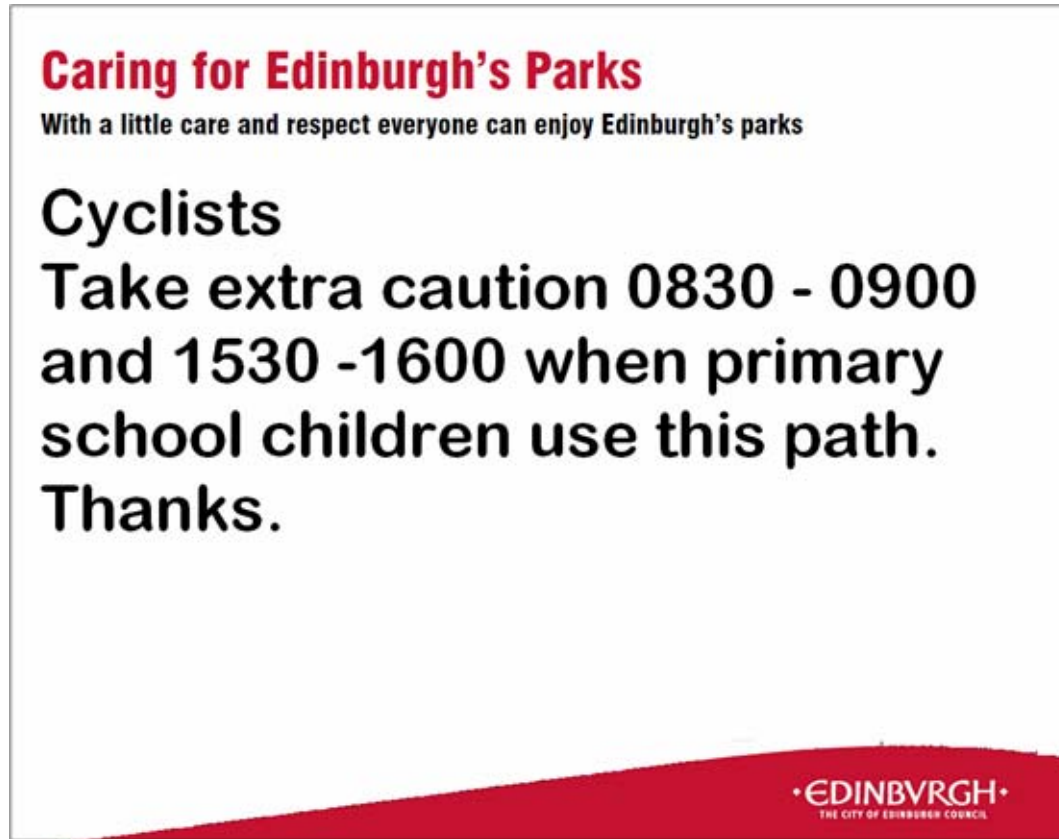 Caring for Edinburgh's Parks
With a little care and respect everyone can enjoy Edinburgh's parks
Cyclists
Take extra caution 0830 - 0900
and 1530 -1600 when primary
school children use this path.
Thanks.
•EDINBVRGH•
THE CITY OF EDINBURGH COUNCIL